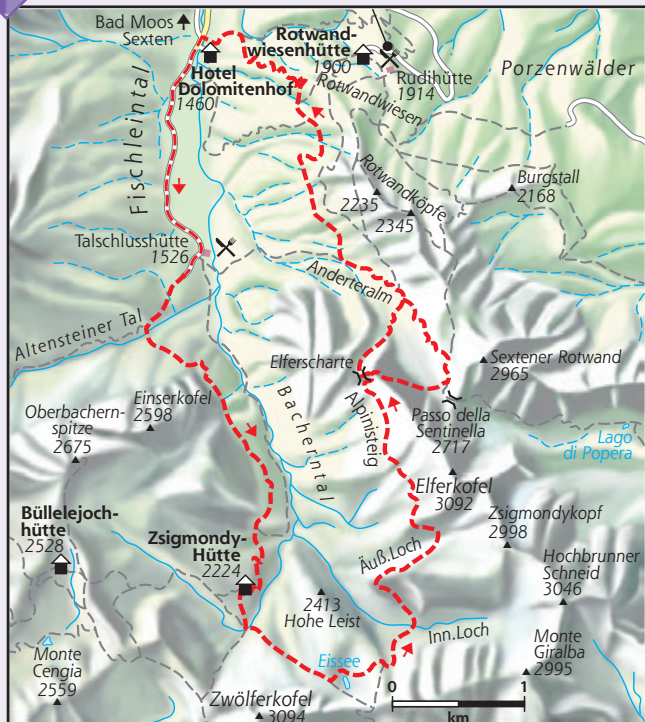 Bad Moos
Sexten
Rotwand-
wiesenhütte
1900
Hotel
Dolomitenhof
1460
Rudihütte
1914
Porzenwälder
Rotwandwiesen
Fischleintal
Rotwandköpfe
2235
2345
Burgstall
2168
Talschlusshütte
1526
Anderteralm
Altensteiner Tal
Elferscharte
Sextener Rotwand
2965
Einserkofel
2598
Oberbachern-
spitze
2675
Bacherntal
Alpinisteig
Passo della
Sentinella
2717
Lago
di Popera
Elferkofel
3092
Zsigmondykopf
2998
Büllelejoch-
hütte
2528
Zsigmondy-
Hütte
2224
Äuß.Loch
Hochbrunner
Schneid
3046
2413
Hohe Leist
Inn.Loch
Monte
Cengia
2559
Eissee
Monte
Giralba
2995
Zwölferkofel
3094
0 1
km